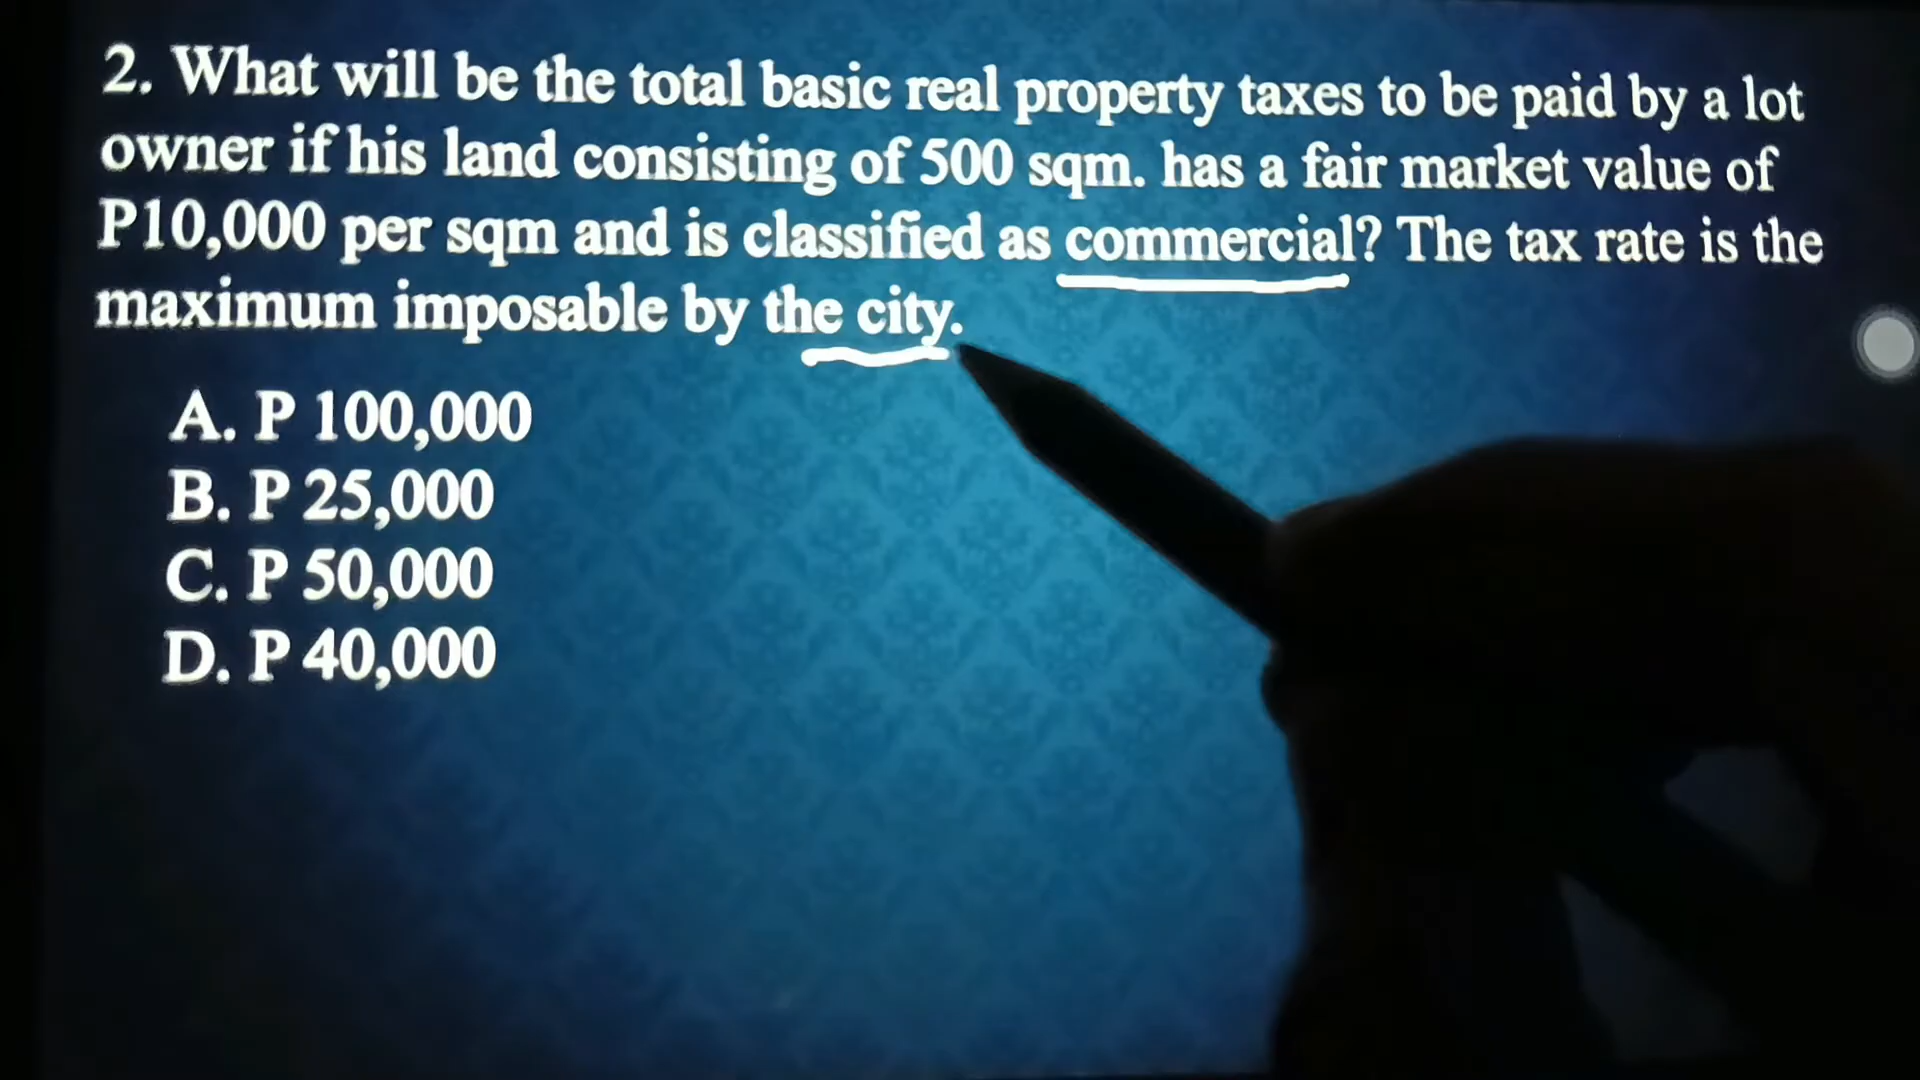 2. What will be the total basic real property taxes to be paid by a lot
owner if his land consisting of 500 sqm. has a fair market value of
P10,000 per sqm and is classified as commercial? The tax rate is the
maximum imposable by the city.
A. P 100,000
B. P 25,000
C. P 50,000
D. P 40,000